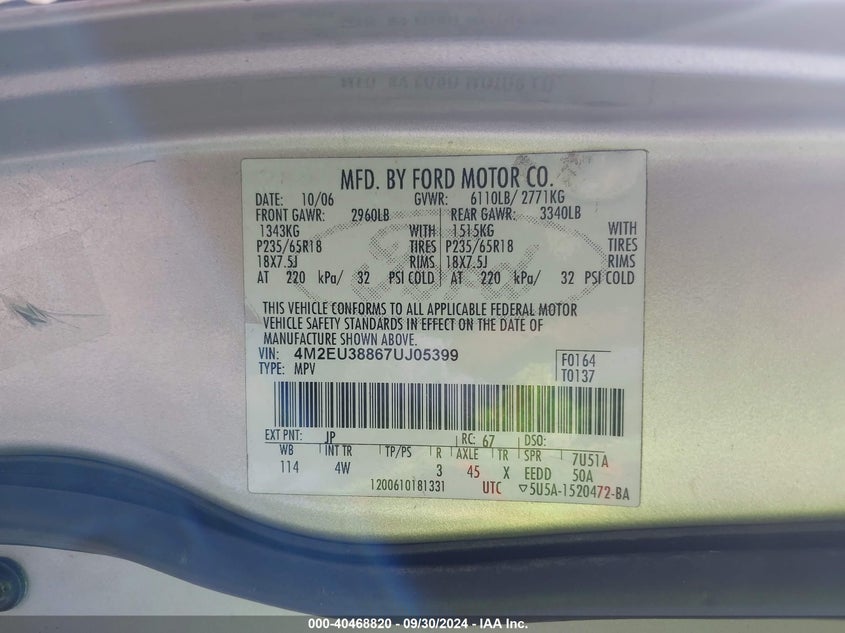 MFD. BY FORD MOTOR CO.
DATE: 10/06 GVWR: 6110LB/ 2771KG
FRONT GAWR: 2960LB REAR GAWR: 3340LB
1343KG WITH 1515KG WITH
P235/65R18 TIRES P235/65R18 TIRES
18X7.5J RIMS 18X7.5J RIMS
AT 220 kPa/ 32 PSI COLD AT 220 kPa/ 32 PSI COLD
THIS VEHICLE CONFORMS TO ALL APPLICABLE FEDERAL MOTOR
VEHICLE SAFETY STANDARDS IN EFFECT ON THE DATE OF
MANUFACTURE SHOWN ABOVE.
VIN: 4M2EU38867UJ05399 F0164
TYPE: MPV T0137
EXT PNT: JP RC: 67 DSO:
WB INT TR TP/PS R AXLE TR SPR 7U51A
114 4W 3 45 X EEDD 50A
1200610181331 UTC ▽5U5A-1520472-BA
000-40468820 - 09/30/2024 - IAA Inc.